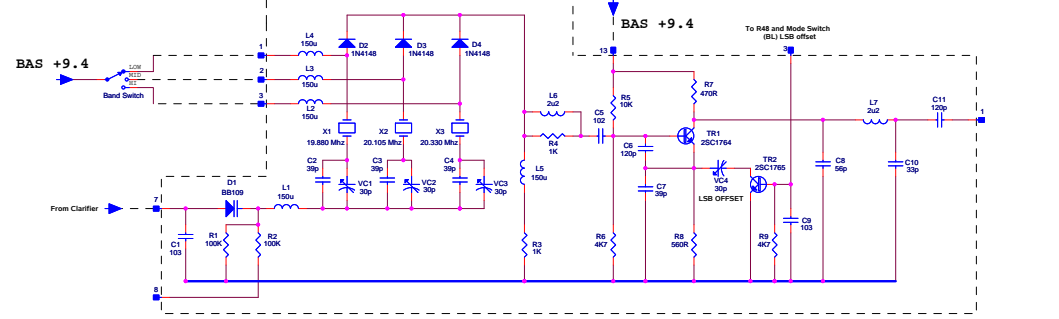 BAS +9.4
To R48 and Mode Switch
(BL) LSB offset
13
3
L4
150u
D2
1N4148
D3
1N4148
D4
1N4148
1
BAS +9.4
LOW
MID
HI
Band Switch
2
L3
150u
3
L2
150u
L6
2u2
C5
102
R5
10K
R7
470R
L7
2u2
C11
120p
1
X1
19.880 Mhz
X2
20.105 Mhz
X3
20.330 Mhz
R4
1K
TR1
2SC1764
C6
120p
C2
39p
C3
39p
C4
39p
VC1
30p
VC2
30p
VC3
30p
L5
150u
C7
39p
VC4
30p
LSB OFFSET
TR2
2SC1765
C8
56p
C10
33p
D1
BB109
L1
150u
From Clarifier
7
C1
103
R1
100K
R2
100K
R3
1K
R6
4K7
R8
560R
R9
4K7
C9
103
8